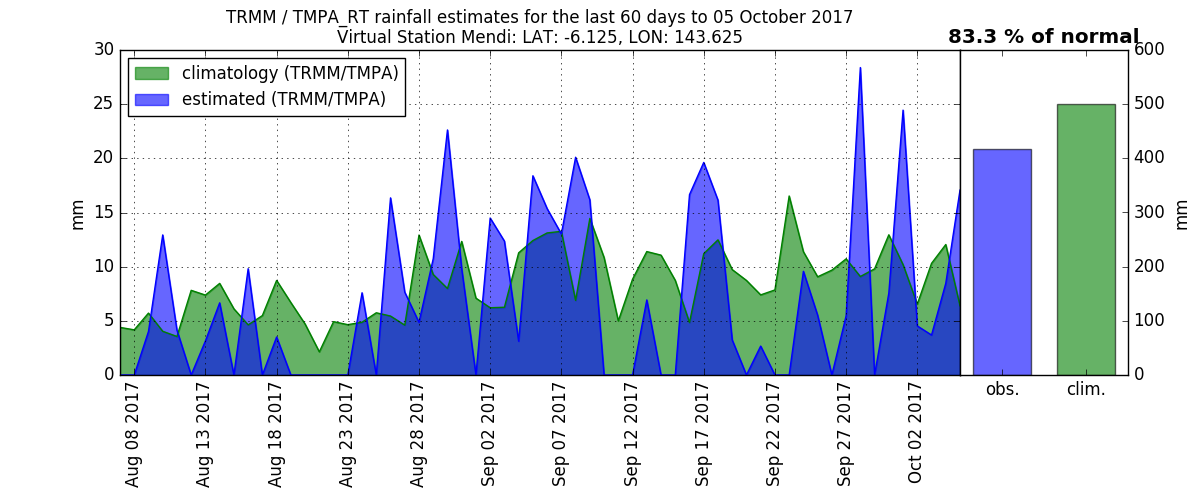 TRMM / TMPA_RT rainfall estimates for the last 60 days to 05 October 2017
Virtual Station Mendi: LAT: -6.125, LON: 143.625
83.3 % of normal
climatology (TRMM/TMPA)
estimated (TRMM/TMPA)
30
25
20
15
10
5
0
mm
600
500
400
300
200
100
0
mm
Aug 08 2017
Aug 13 2017
Aug 18 2017
Aug 23 2017
Aug 28 2017
Sep 02 2017
Sep 07 2017
Sep 12 2017
Sep 17 2017
Sep 22 2017
Sep 27 2017
Oct 02 2017
obs.
clim.